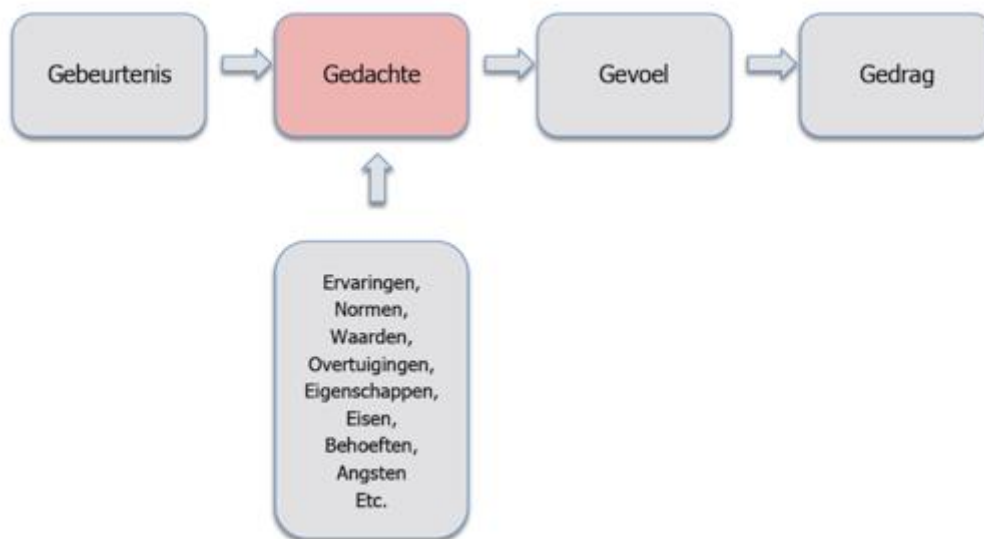 Gebeurtenis
Gedachte
Gevoel
Gedrag
Ervaringen,
Normen,
Waarden,
Overtuigingen,
Eigenschappen,
Eisen,
Behoeften,
Angsten
Etc.